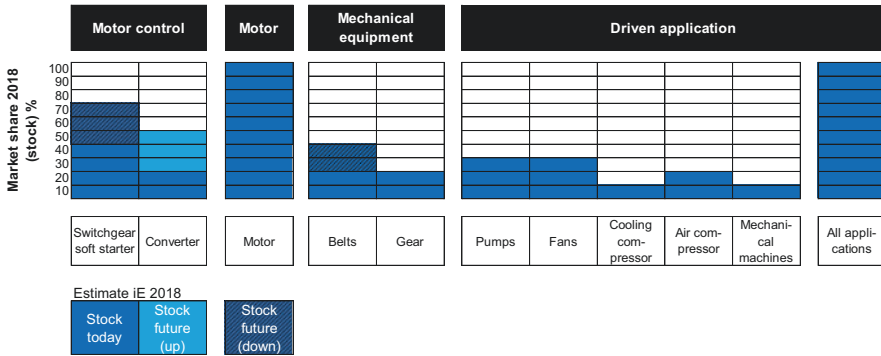 Motor control
Motor
Mechanical
equipment
Driven application
Market share 2018
(stock) %
100
90
80
70
60
50
40
30
20
10
Switchgear
soft starter
Converter
Motor
Belts
Gear
Pumps
Fans
Cooling
com-
pressor
Air com-
pressor
Mechani-
cal
machines
All appli-
cations
Estimate iE 2018
Stock
today
Stock
future
(up)
Stock
future
(down)